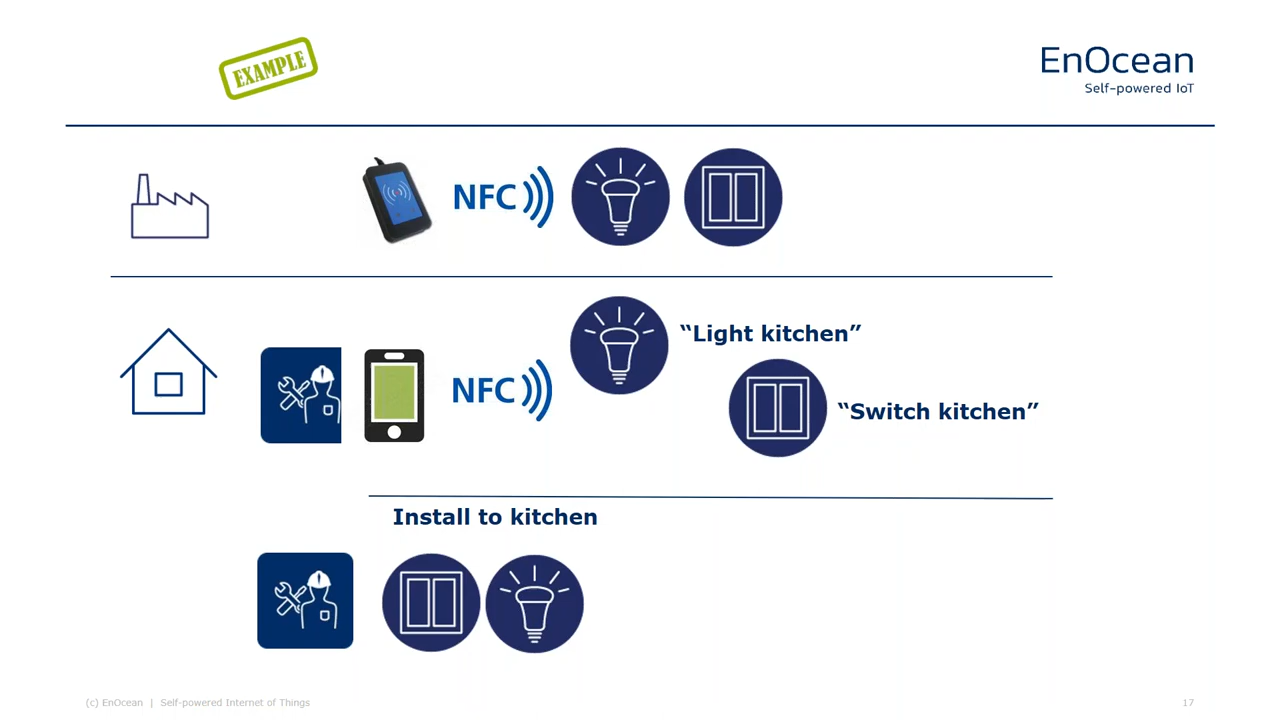 EXAMPLE
EnOcean
Self-powered IoT
NFC
“Light kitchen”
NFC
“Switch kitchen”
Install to kitchen
(c) EnOcean | Self-powered Internet of Things
17